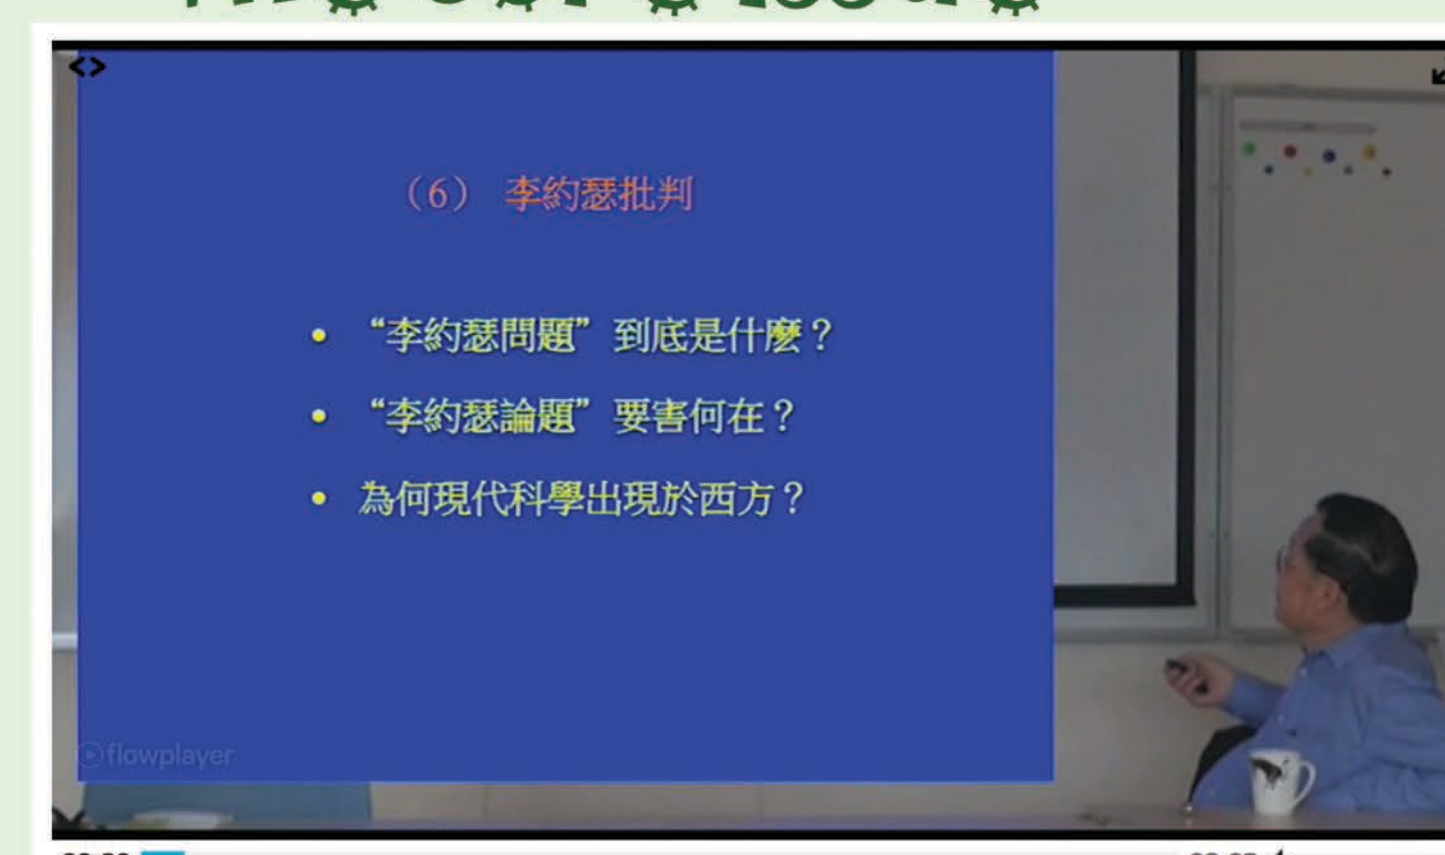 （6） 李約瑟批判
• “李約瑟問題”到底是什麼？
• “李約瑟論題”要害何在？
• 為何現代科學出現於西方？
flowplayer